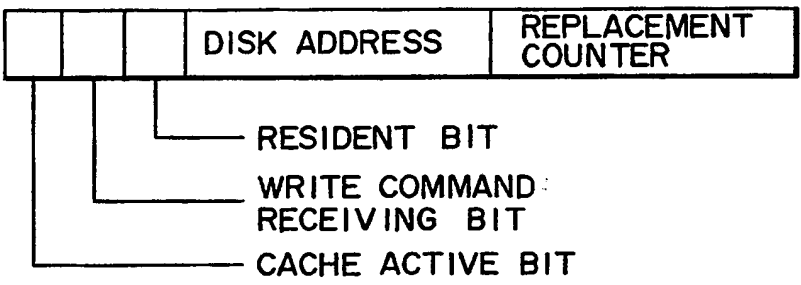 DISK ADDRESS
REPLACEMENT
COUNTER
RESIDENT BIT
WRITE COMMAND
RECEIVING BIT
CACHE ACTIVE BIT